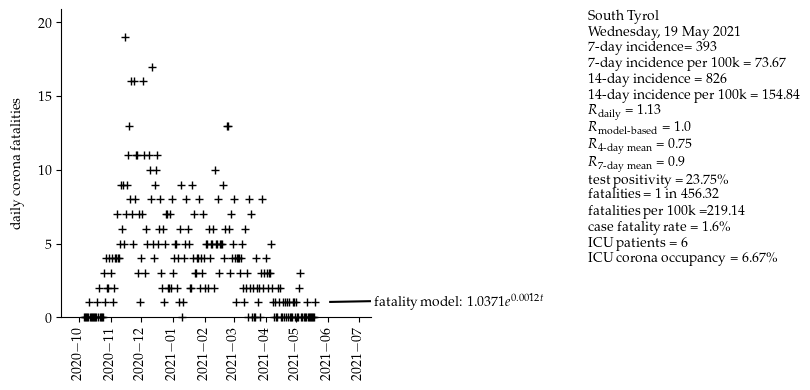 20
15
10
5
0
daily corona fatalities
2020−10
2020−11
2020−12
2021−01
2021−02
2021−03
2021−04
2021−05
2021−06
2021−07
fatality model: 1.0371e^0.0012t
South Tyrol
Wednesday, 19 May 2021
7-day incidence= 393
7-day incidence per 100k = 73.67
14-day incidence = 826
14-day incidence per 100k = 154.84
R_daily = 1.13
R_model-based = 1.0
R_4-day mean = 0.75
R_7-day mean = 0.9
test positivity = 23.75%
fatalities = 1 in 456.32
fatalities per 100k =219.14
case fatality rate = 1.6%
ICU patients = 6
ICU corona occupancy = 6.67%